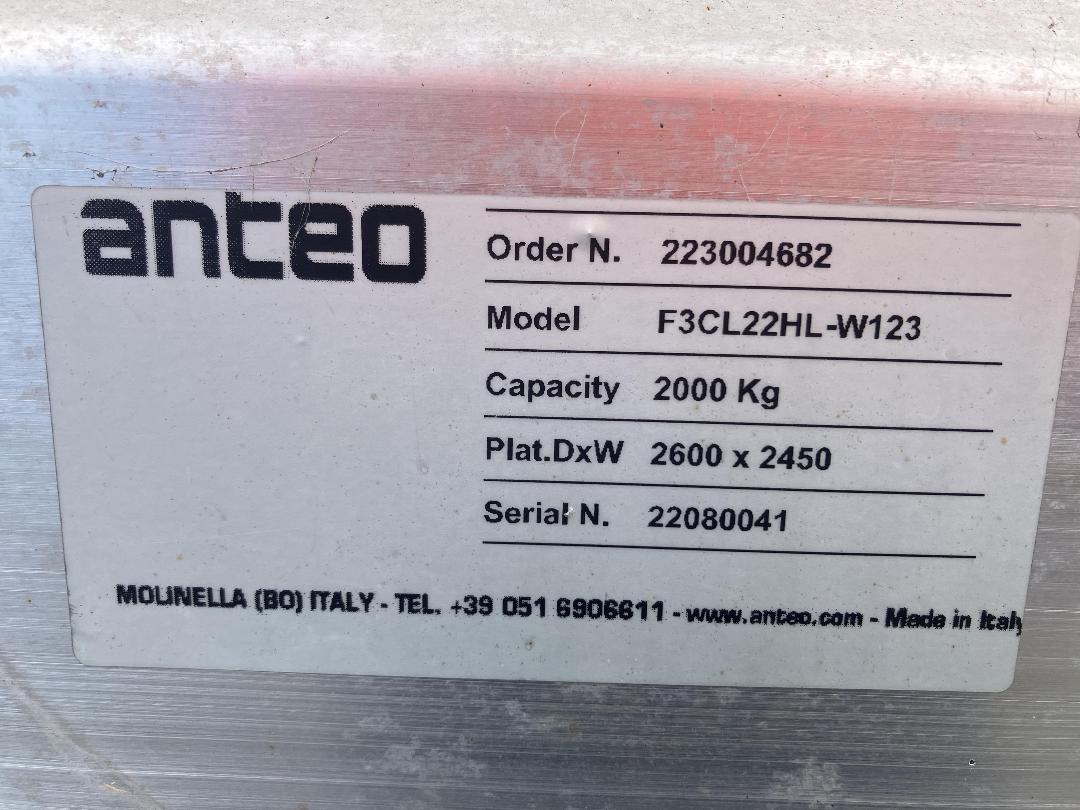 anteo
Order N. 223004682
Model F3CL22HL-W123
Capacity 2000 Kg
Plat.DxW 2600 x 2450
Serial N. 22080041
MOLINELLA (BO) ITALY - TEL. +39 051 6906611 - www.anteo.com - Made in Italy